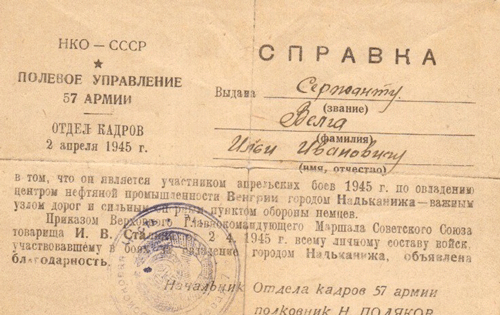 НКО — СССР
★
ПОЛЕВОЕ УПРАВЛЕНИЕ
57 АРМИИ
ОТДЕЛ КАДРОВ
2 апреля 1945 г.
СПРАВКА
Выдана Сержанту
(звание)
Велга
(фамилия)
Ильи Ивановичу
(имя, отчество)
в том, что он является участником апрельских боев 1945 г. по овладению
центром нефтяной промышленности Венгрии городом Надьканижа—важным
узлом дорог и сильным пунктом обороны немцев.
Приказом Верховного Главнокомандующего Маршала Советского Союза
товарища И. В. Сталина 2. 4. 1945 г. всему личному составу войск,
участвовавшему в боях городом Надьканижа, объявлена
благодарность.
Начальник Отдела кадров 57 армии
полковник Н. ПОЛЯКОВ